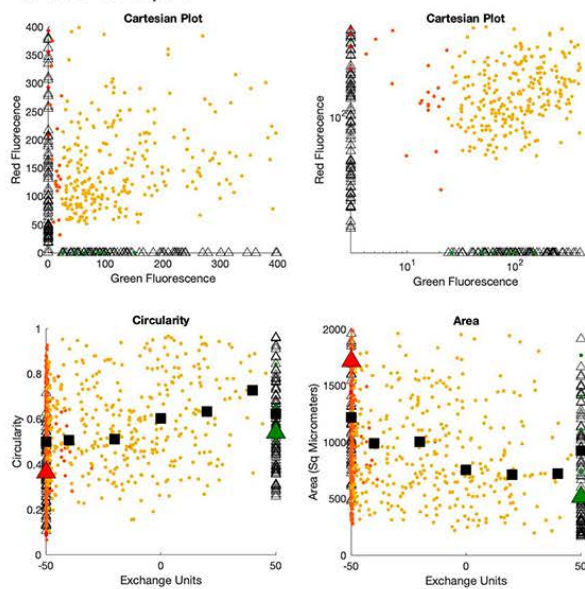 Cartesian Plot
Red Fluorescence
400
350
300
250
200
150
100
50
0
0
100
200
300
400
Green Fluorescence
Cartesian Plot
Red Fluorescence
10²
10¹
10²
Green Fluorescence
Circularity
Circularity
1
0.8
0.6
0.4
0.2
0
-50
0
50
Exchange Units
Area
Area (Sq Micrometers)
2000
1500
1000
500
0
-50
0
50
Exchange Units